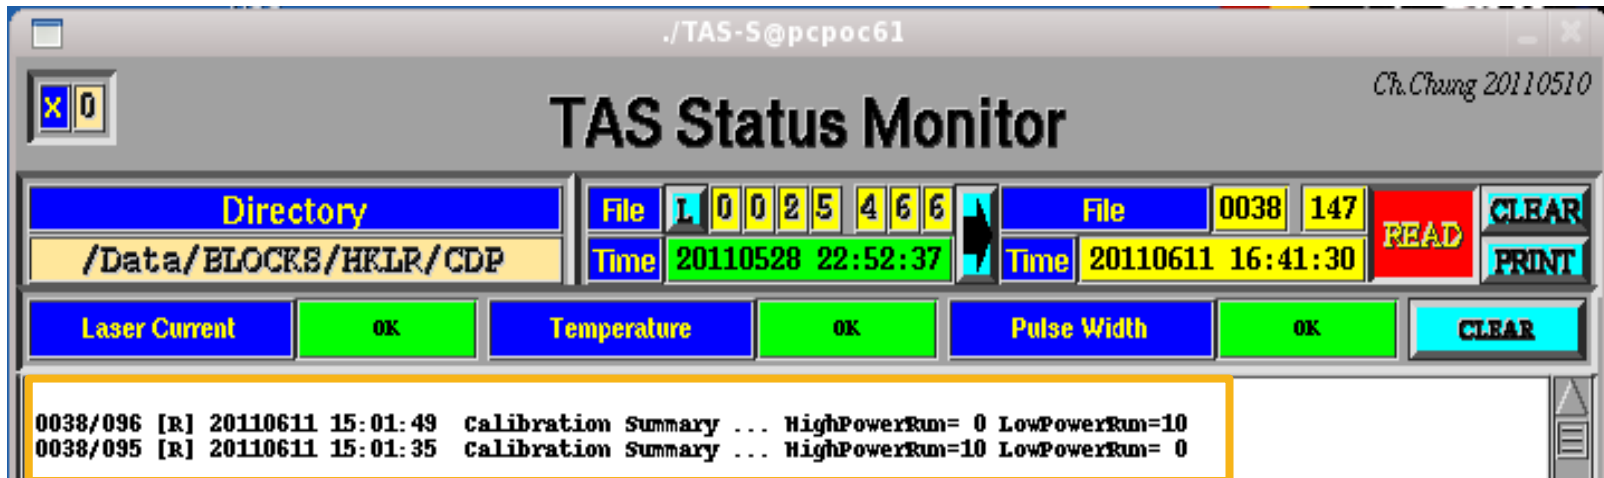 ./TAS-S@pcpoc61
X 0
TAS Status Monitor
Ch.Chung 20110510
Directory
/Data/BLOCKS/HKLR/CDP
File L 0 0 2 5 4 6 6
Time 20110528 22:52:37
File 0038 147
Time 20110611 16:41:30
READ
CLEAR
PRINT
Laser Current OK Temperature OK Pulse Width OK CLEAR
0038/096 [R] 20110611 15:01:49 Calibration Summary ... HighPowerRun= 0 LowPowerRun=10
0038/095 [R] 20110611 15:01:35 Calibration Summary ... HighPowerRun=10 LowPowerRun= 0